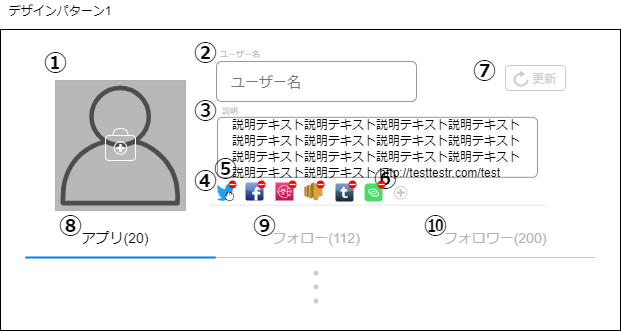 デザインパターン1
①
② ユーザー名
ユーザー名
⑦ 更新
③ 説明
説明テキスト説明テキスト説明テキスト説明テキスト
説明テキスト説明テキスト説明テキスト説明テキスト
説明テキスト説明テキスト説明テキスト説明テキスト
説明テキスト説明テキスト http://testtestr.com/test
⑤
④
⑥
⑧ アプリ(20)
⑨ フォロー(112)
⑩ フォロワー(200)